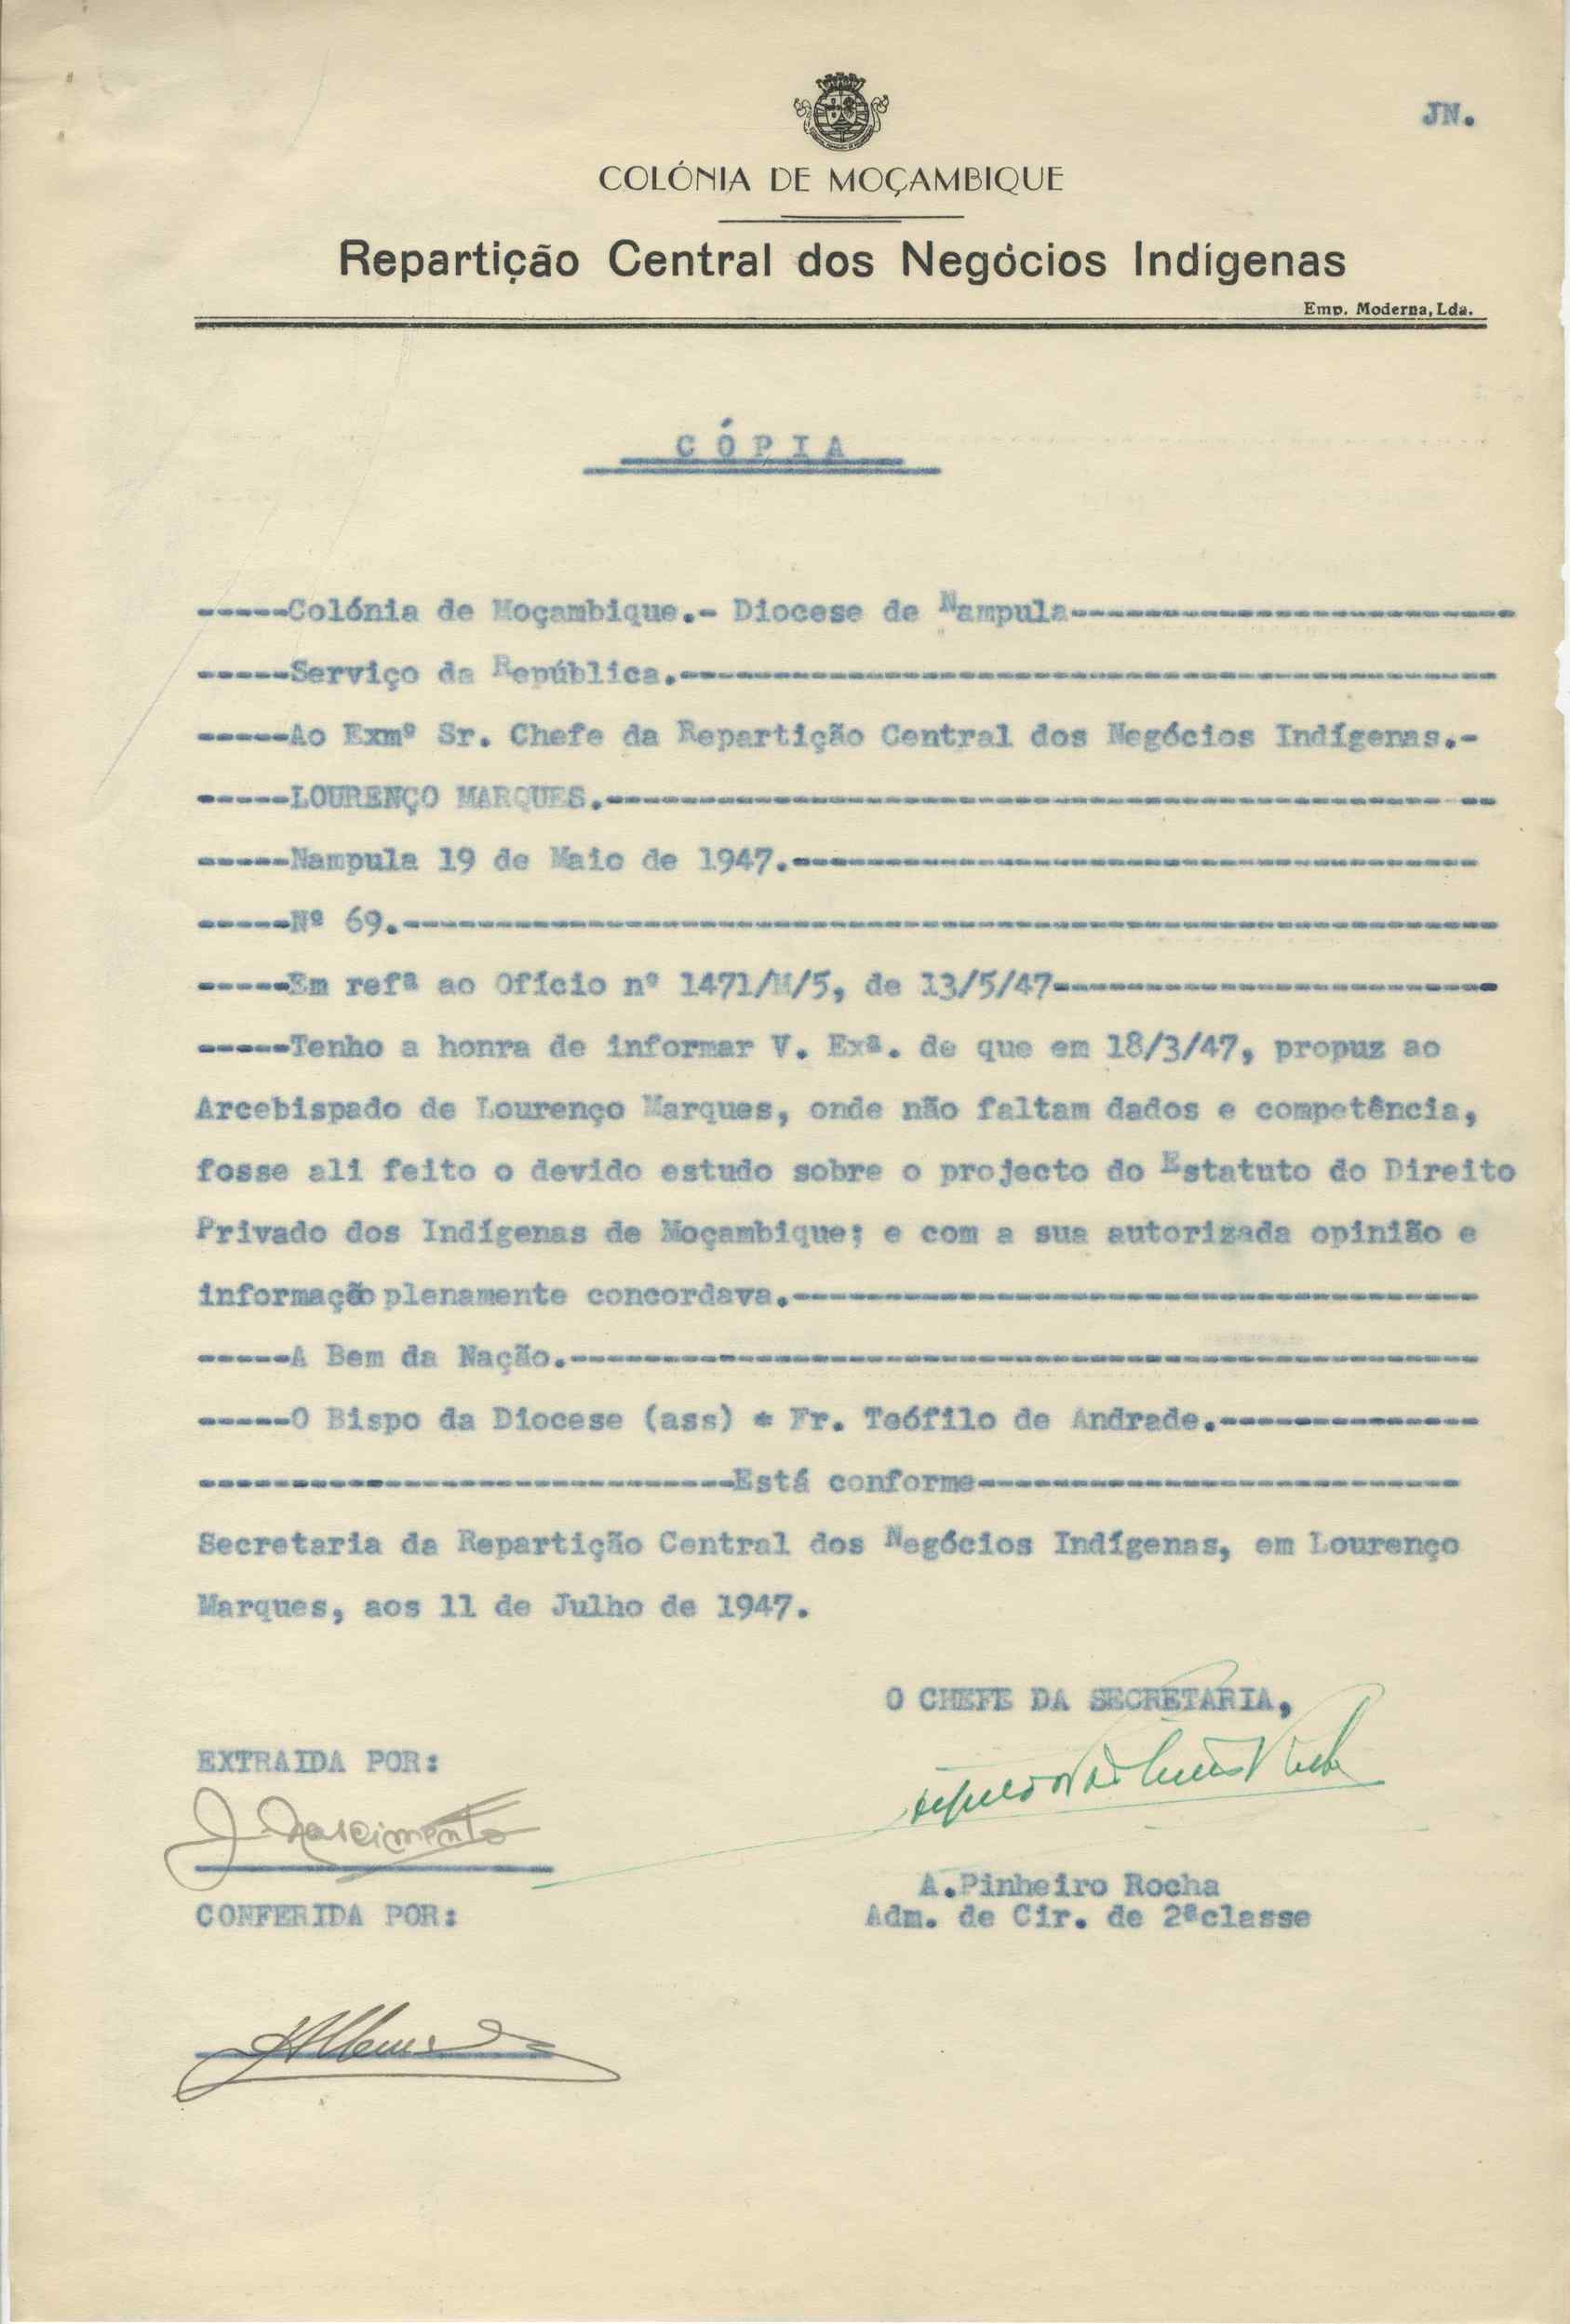 JN.
COLÓNIA DE MOÇAMBIQUE
Repartição Central dos Negócios Indígenas
Emp. Moderna, Lda.
CÓPIA
-----Colónia de Moçambique.- Diocese de Nampula------------------------
-----Serviço da República.--------------------------------------------
-----Ao Exmº Sr. Chefe da Repartição Central dos Negócios Indígenas.-
-----LOURENÇO MARQUES.------------------------------------------------
-----Nampula 19 de Maio de 1947.-------------------------------------
-----Nº 69.-----------------------------------------------------------
-----Em refª ao Ofício nº 1471/M/5, de 13/5/47------------------------
-----Tenho a honra de informar V. Exª. de que em 18/3/47, propuz ao
Arcebispado de Lourenço Marques, onde não faltam dados e competência,
fosse ali feito o devido estudo sobre o projecto do Estatuto do Direito
Privado dos Indígenas de Moçambique; e com a sua autorizada opinião e
informação plenamente concordava.-------------------------------------
-----A Bem da Nação.-------------------------------------------------
-----O Bispo da Diocese (ass) * Fr. Teófilo de Andrade.--------------
-----------------------------Está conforme--------------------------
Secretaria da Repartição Central dos Negócios Indígenas, em Lourenço
Marques, aos 11 de Julho de 1947.
O CHEFE DA SECRETARIA,
EXTRAIDA POR:
J. Nascimento
A.Pinheiro Rocha
CONFERIDA POR:
Adm. de Cir. de 2ªclasse